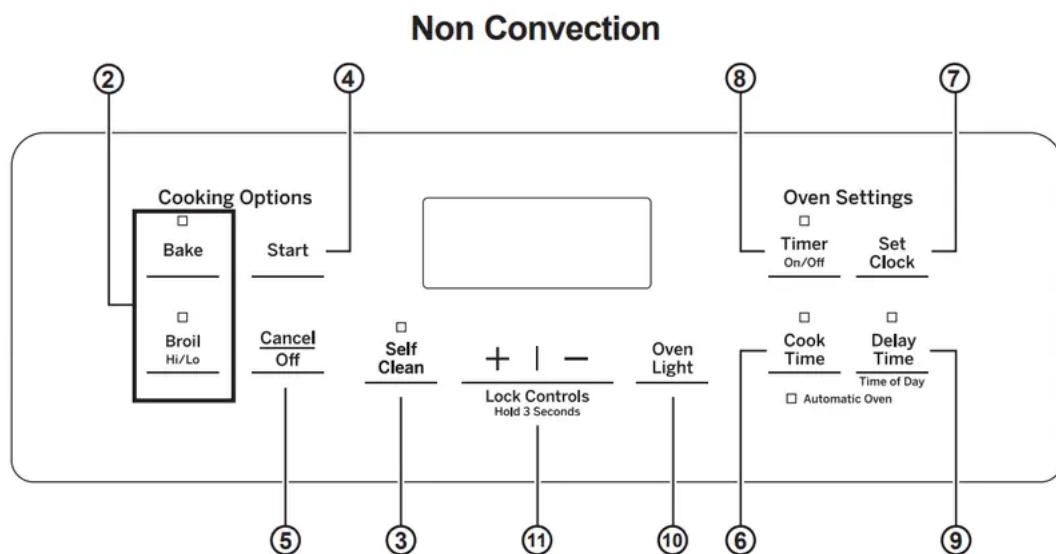 Non Convection
② ④ ⑧ ⑦
Cooking Options
Oven Settings
Bake
Start
Timer
On/Off
Set
Clock
Broil
Hi/Lo
Cancel
Off
Self
Clean
+ | −
Lock Controls
Hold 3 Seconds
Oven
Light
Cook
Time
Delay
Time
Time of Day
Automatic Oven
⑤ ③ ⑪ ⑩ ⑥ ⑨